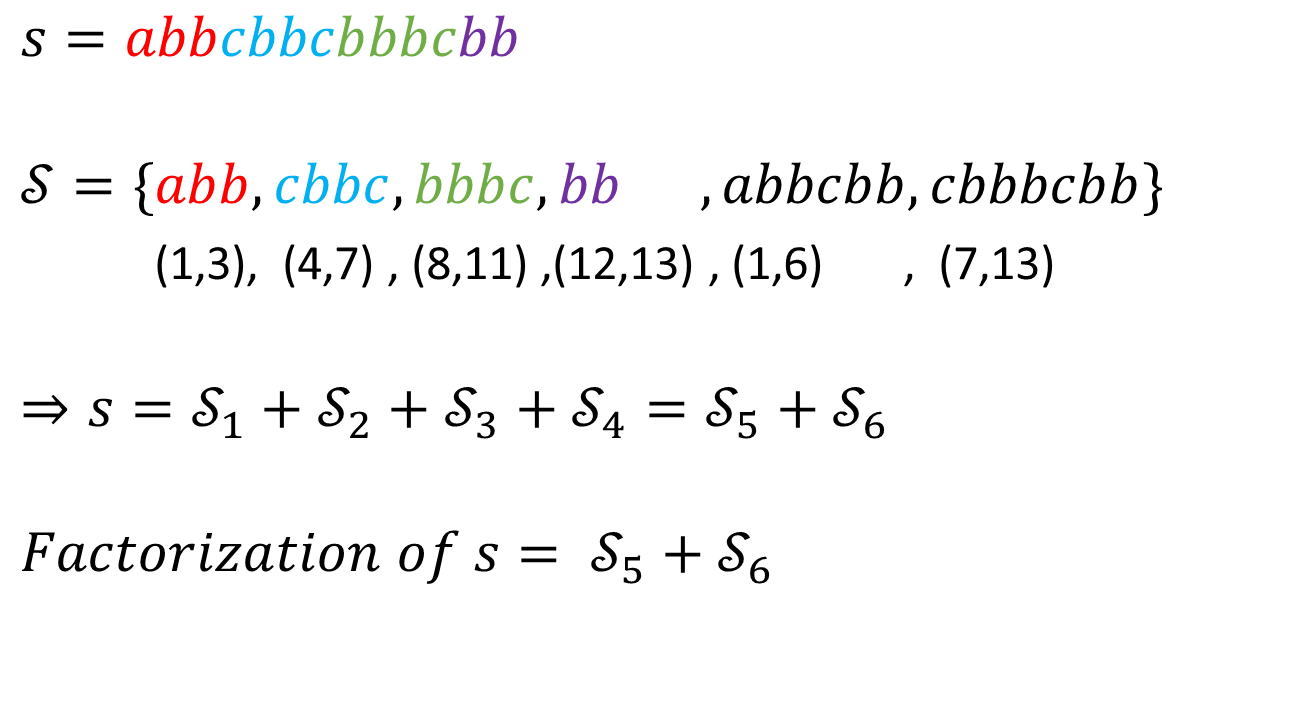 s = abbcbbcbbbcbb
𝒮 = {abb, cbbc, bbbc, bb , abbcbb, cbbbcbb}
(1,3), (4,7) , (8,11) ,(12,13) , (1,6) , (7,13)
⇒ s = 𝒮₁ + 𝒮₂ + 𝒮₃ + 𝒮₄ = 𝒮₅ + 𝒮₆
Factorization of s = 𝒮₅ + 𝒮₆